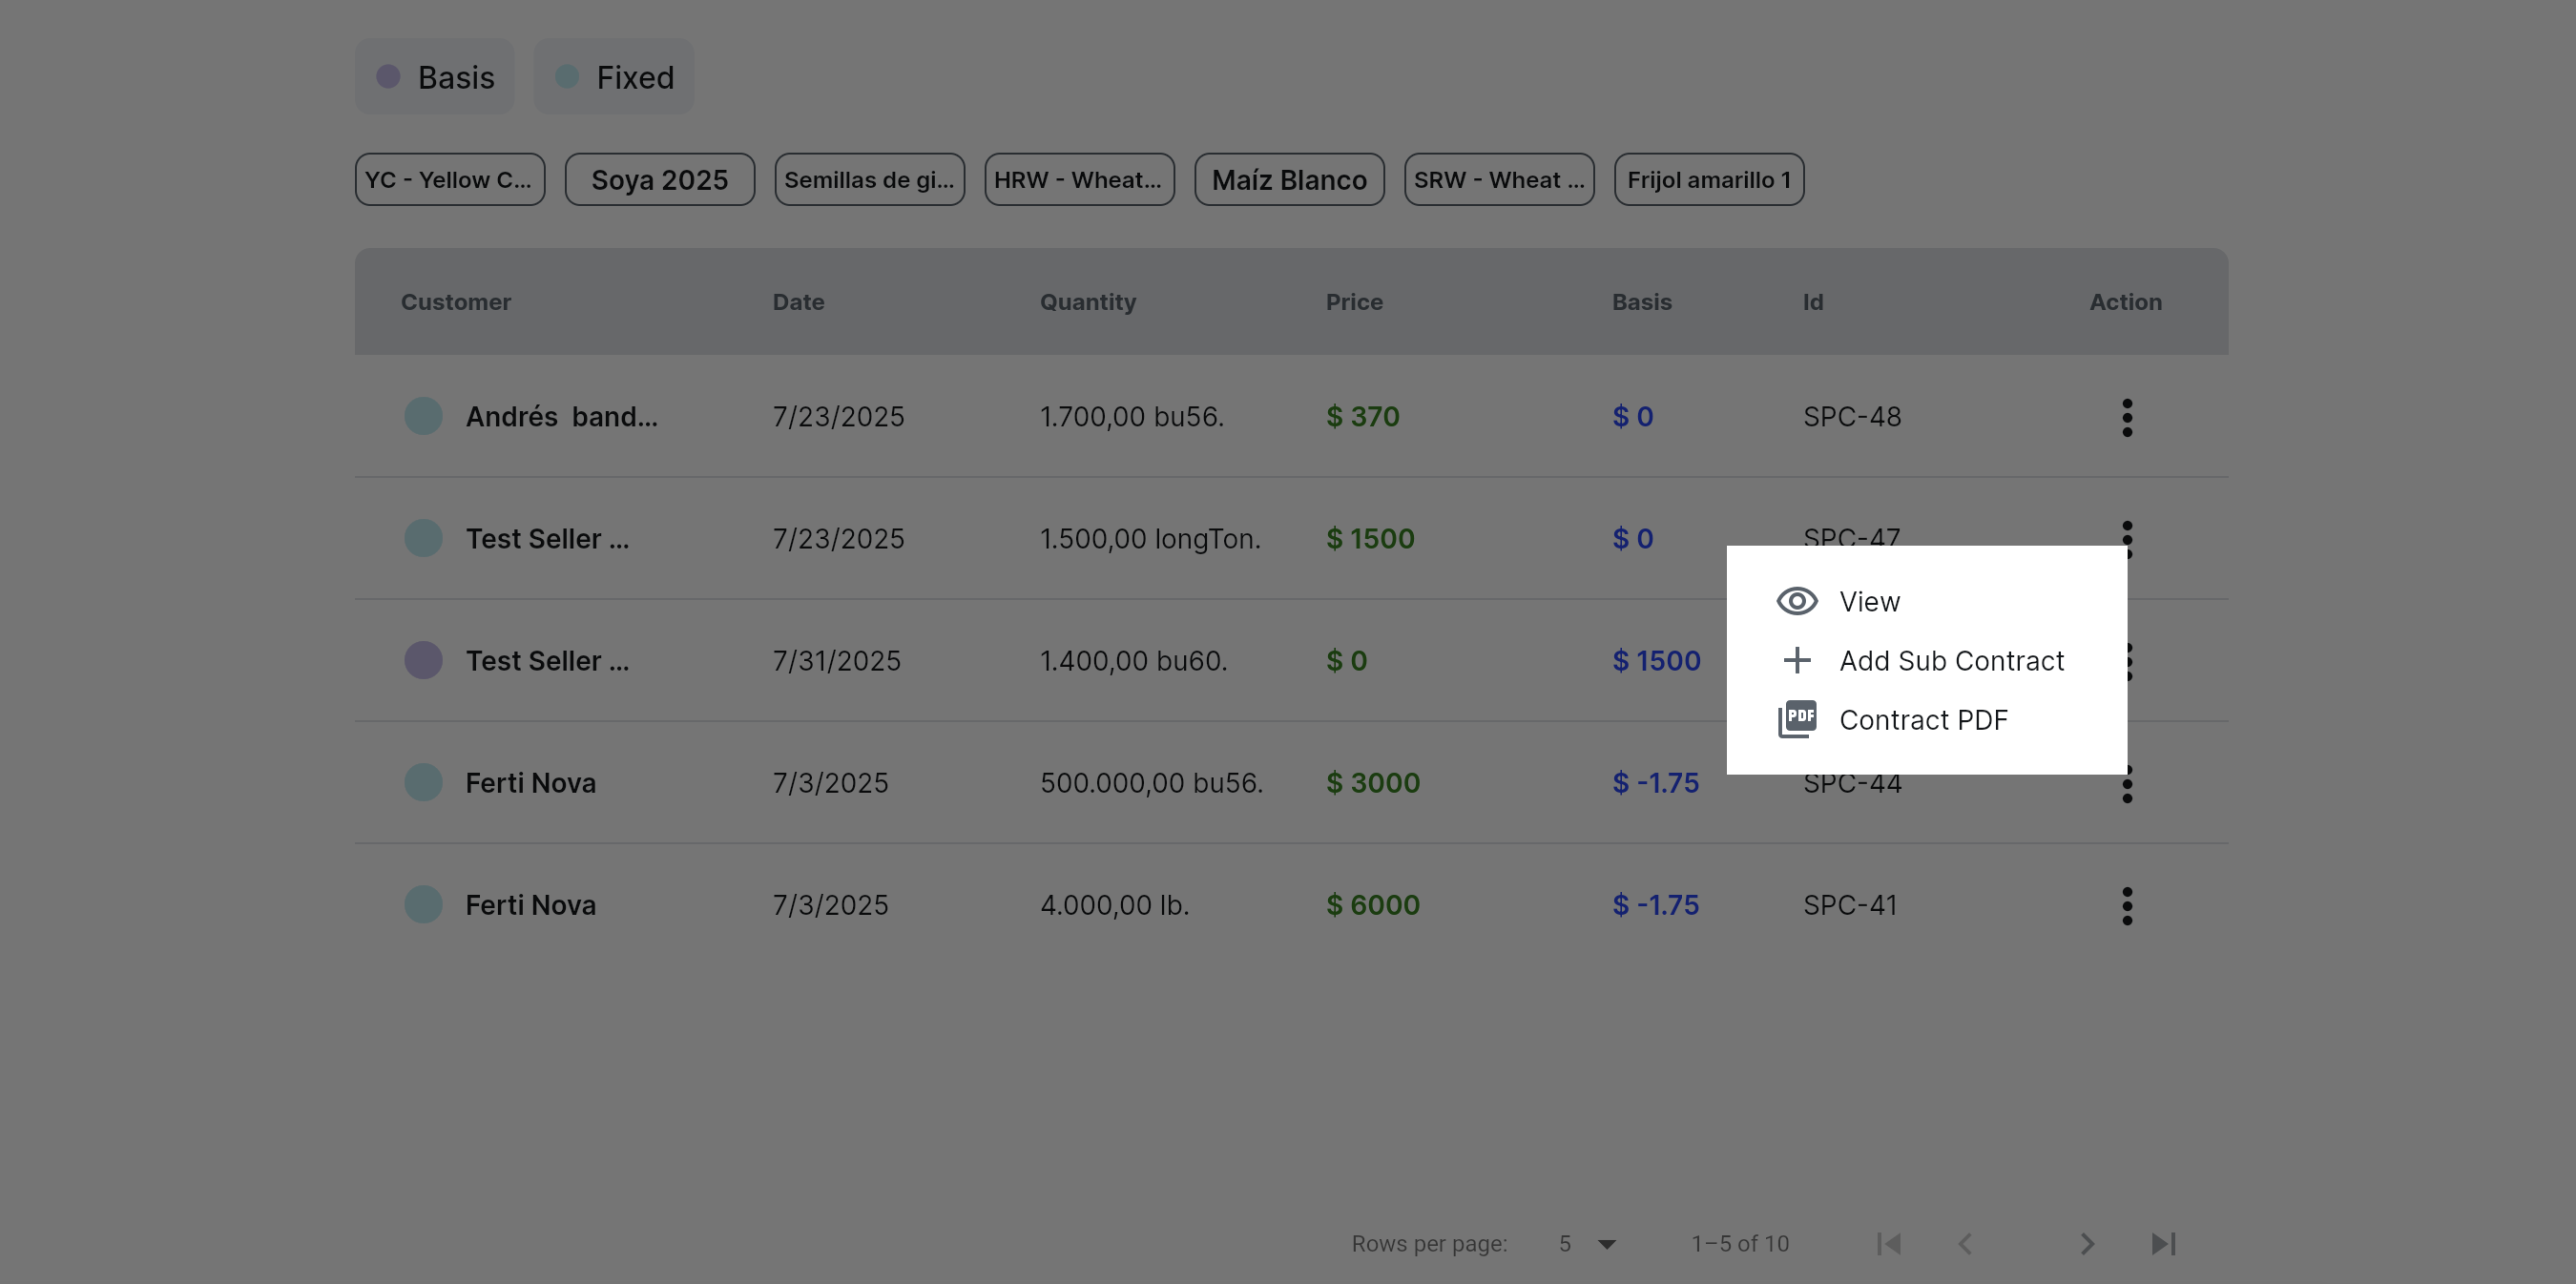 Basis Fixed
YC - Yellow C... Soya 2025 Semillas de gi... HRW - Wheat... Maíz Blanco SRW - Wheat ... Frijol amarillo 1
Customer Date Quantity Price Basis Id Action
Andrés band... 7/23/2025 1.700,00 bu56. $ 370 $ 0 SPC-48
Test Seller ... 7/23/2025 1.500,00 longTon. $ 1500 $ 0 SPC-47
View
Test Seller ... 7/31/2025 1.400,00 bu60. $ 0 $ 1500
Add Sub Contract
PDF Contract PDF
Ferti Nova 7/3/2025 500.000,00 bu56. $ 3000 $ -1.75 SPC-44
Ferti Nova 7/3/2025 4.000,00 lb. $ 6000 $ -1.75 SPC-41
Rows per page: 5 1–5 of 10